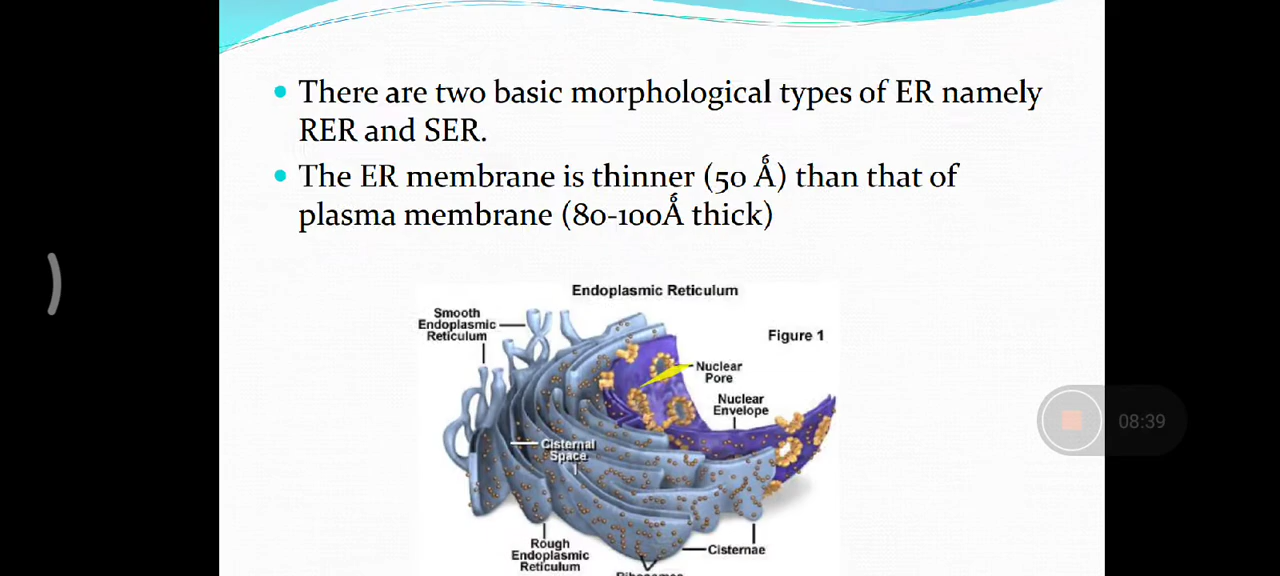 There are two basic morphological types of ER namely
RER and SER.
The ER membrane is thinner (50 Ǻ) than that of
plasma membrane (80-100Ǻ thick)
Endoplasmic Reticulum
Smooth
Endoplasmic
Reticulum
Figure 1
Nuclear
Pore
Nuclear
Envelope
Cisternal
Space
08:39
Rough
Endoplasmic
Reticulum
Cisternae
Ribosomes